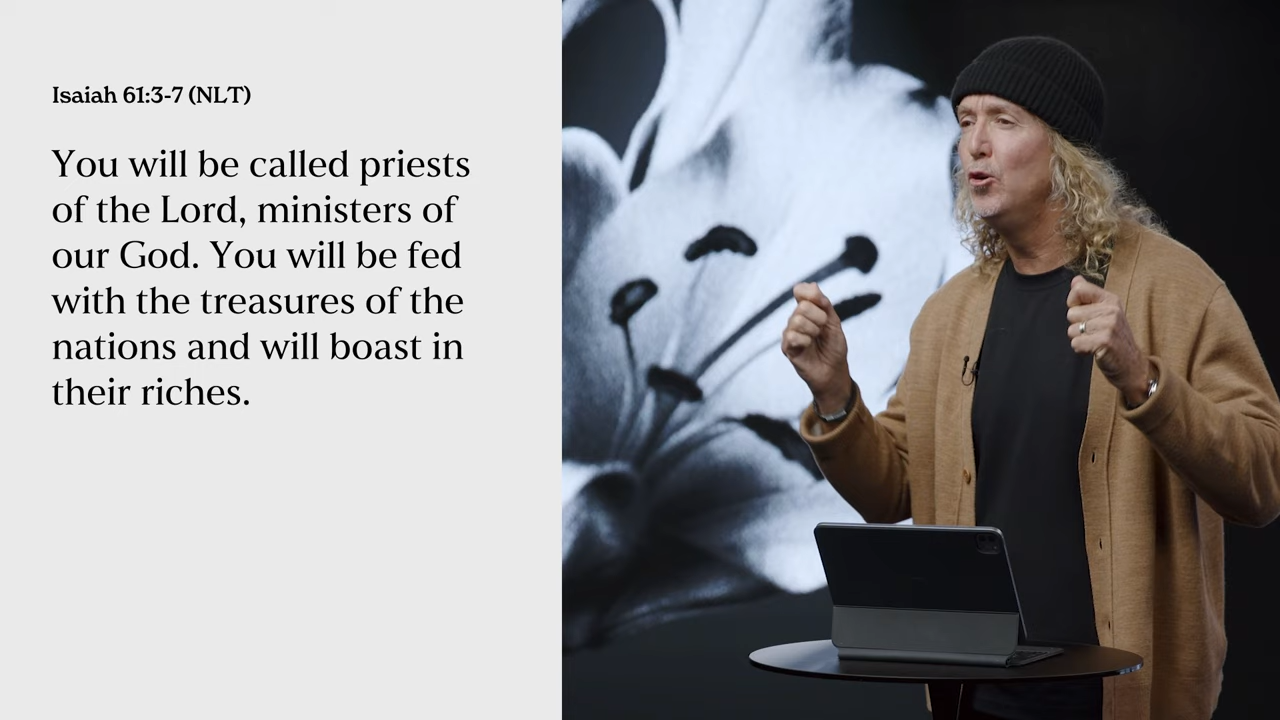 Isaiah 61:3-7 (NLT)
You will be called priests
of the Lord, ministers of
our God. You will be fed
with the treasures of the
nations and will boast in
their riches.